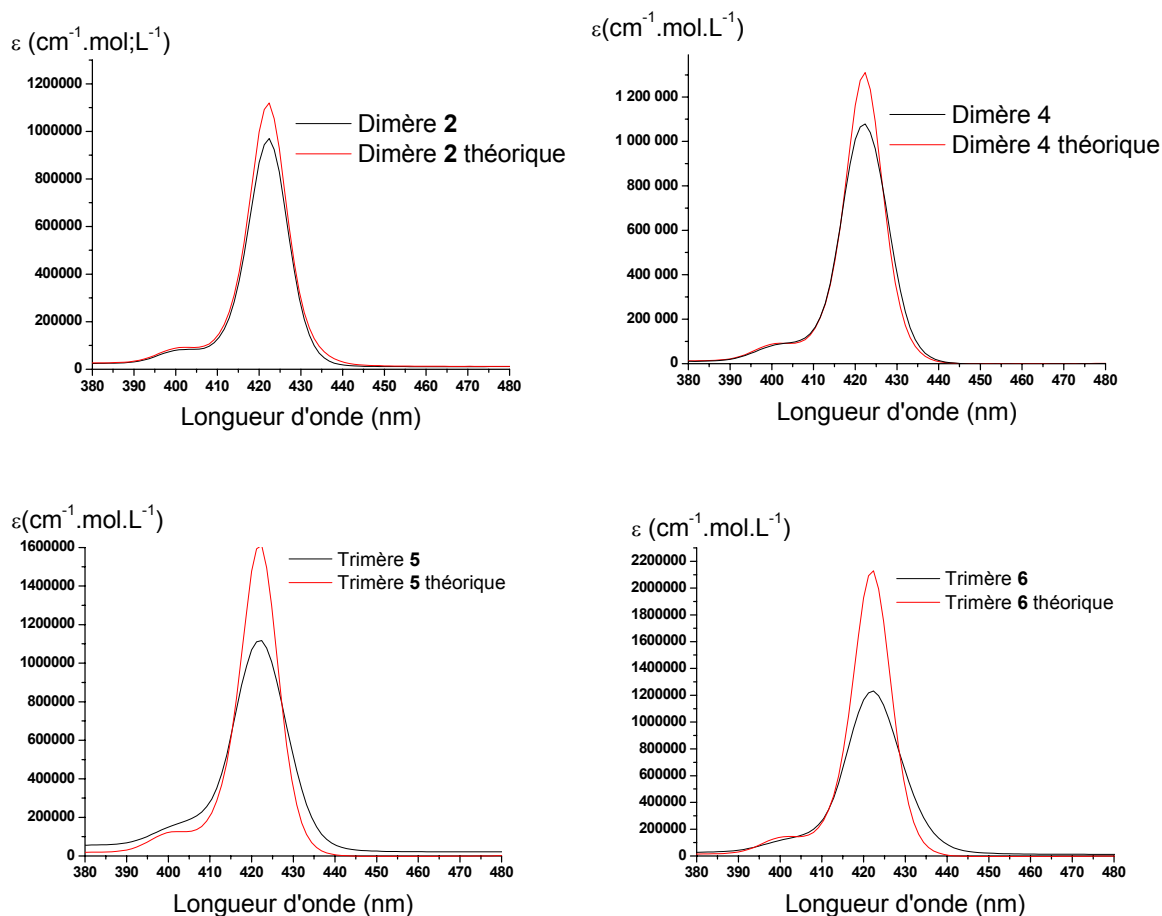 ε (cm⁻¹.mol;L⁻¹)
1200000
1000000
800000
600000
400000
200000
0
Dimère 2
Dimère 2 théorique
380 390 400 410 420 430 440 450 460 470 480
Longueur d'onde (nm)
ε(cm⁻¹.mol.L⁻¹)
1 200 000
1 000 000
800 000
600 000
400 000
200 000
0
Dimère 4
Dimère 4 théorique
380 390 400 410 420 430 440 450 460 470 480
Longueur d'onde (nm)
ε(cm⁻¹.mol.L⁻¹)
1600000
1400000
1200000
1000000
800000
600000
400000
200000
0
Trimère 5
Trimère 5 théorique
380 390 400 410 420 430 440 450 460 470 480
Longueur d'onde (nm)
ε (cm⁻¹.mol.L⁻¹)
2200000
2000000
1800000
1600000
1400000
1200000
1000000
800000
600000
400000
200000
0
Trimère 6
Trimère 6 théorique
380 390 400 410 420 430 440 450 460 470 480
Longueur d'onde (nm)